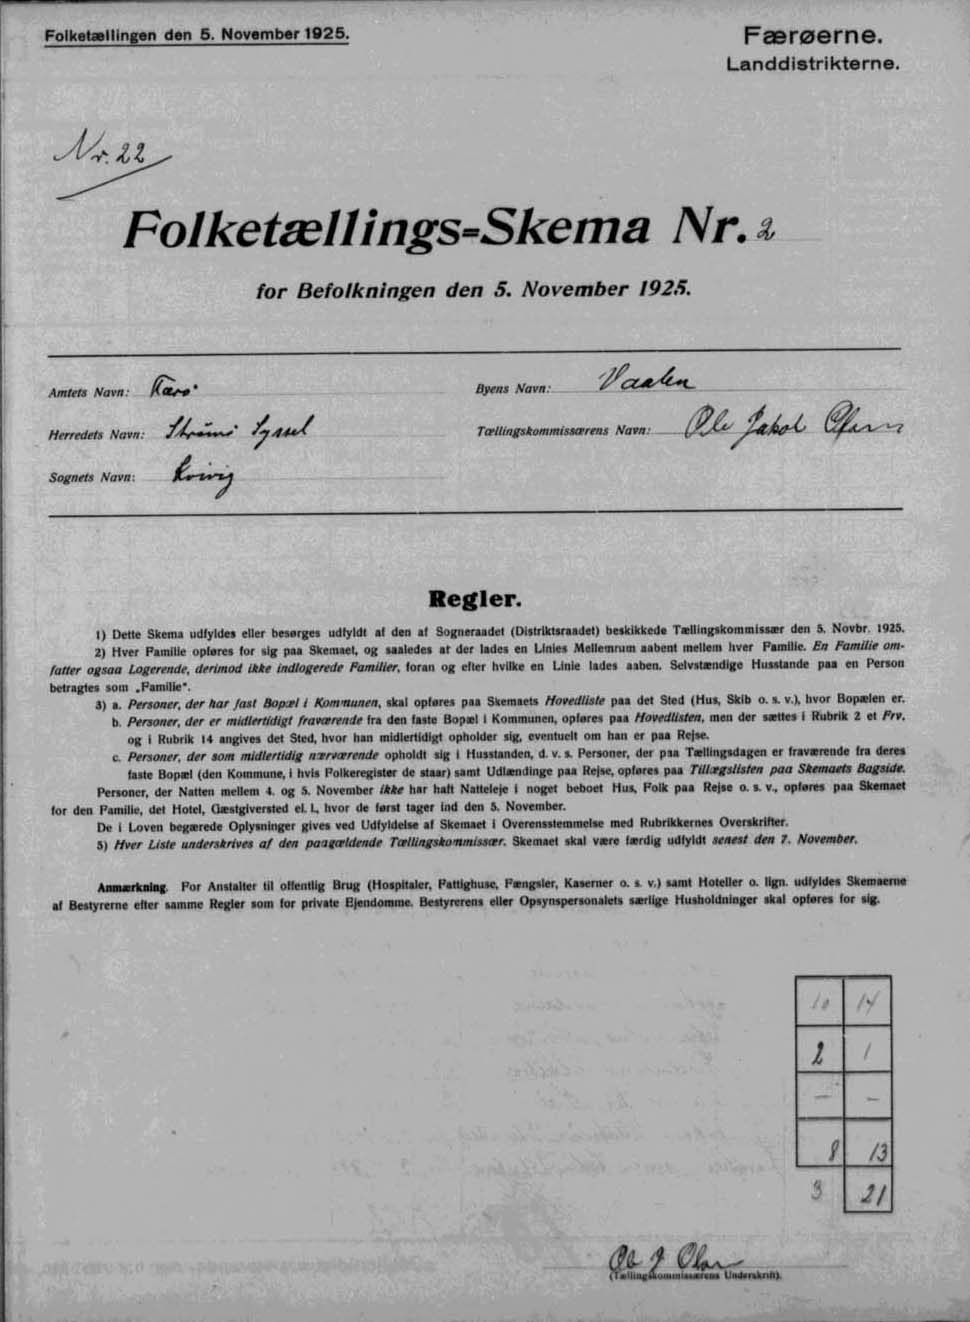 Folketællingen den 5. November 1925.
Færøerne.
Landdistrikterne.
Nr. 22
Folketællings=Skema Nr. 2
for Befolkningen den 5. November 1925.
Amtets Navn: Færø
Byens Navn: Vaalen
Herredets Navn: Strømø Syssel
Tællingskommissærens Navn: Ole Jakob Olsen
Sognets Navn: Kvivig
Regler.
1) Dette Skema udfyldes eller besørges udfyldt af den af Sogneraadet (Distriktsraadet) beskikkede Tællingskommissær den 5. Novbr. 1925.
2) Hver Familie opføres for sig paa Skemaet, og saaledes at der lades en Linies Mellemrum aabent mellem hver Familie. En Familie om-
fatter ogsaa Logerende, derimod ikke indlogerede Familier, foran og efter hvilke en Linie lades aaben. Selvstændige Husstande paa en Person
betragtes som „Familie“.
3) a. Personer, der har fast Bopæl i Kommunen, skal opføres paa Skemaets Hovedliste paa det Sted (Hus, Skib o. s. v.), hvor Bopælen er.
b. Personer, der er midlertidigt fraværende fra den faste Bopæl i Kommunen, opføres paa Hovedlisten, men der sættes i Rubrik 2 et Frv.
og i Rubrik 14 angives det Sted, hvor han midlertidigt opholder sig, eventuelt om han er paa Rejse.
c. Personer, der som midlertidig nærværende opholdt sig i Husstanden, d. v. s. Personer, der paa Tællingsdagen er fraværende fra deres
faste Bopæl (den Kommune, i hvis Folkeregister de staar) samt Udlændinge paa Rejse, opføres paa Tillægslisten paa Skemaets Bagside.
Personer, der Natten mellem 4. og 5. November ikke har haft Natteleje i noget beboet Hus, Folk paa Rejse o. s. v., opføres paa Skemaet
for den Familie, det Hotel, Gæstgiversted el. l., hvor de først tager ind den 5. November.
De i Loven begærede Oplysninger gives ved Udfyldelse af Skemaet i Overensstemmelse med Rubrikkernes Overskrifter.
5) Hver Liste underskrives af den paagældende Tællingskommissær. Skemaet skal være færdig udfyldt senest den 7. November.
Anmærkning. For Anstalter til offentlig Brug (Hospitaler, Fattighuse, Fængsler, Kaserner o. s. v.) samt Hoteller o. lign. udfyldes Skemaerne
af Bestyrerne efter samme Regler som for private Ejendomme. Bestyrerens eller Opsynspersonalets særlige Husholdninger skal opføres for sig.
10 14
2 1
— —
8 13
3 21
Ole J Olsen
(Tællingskommissærens Underskrift).